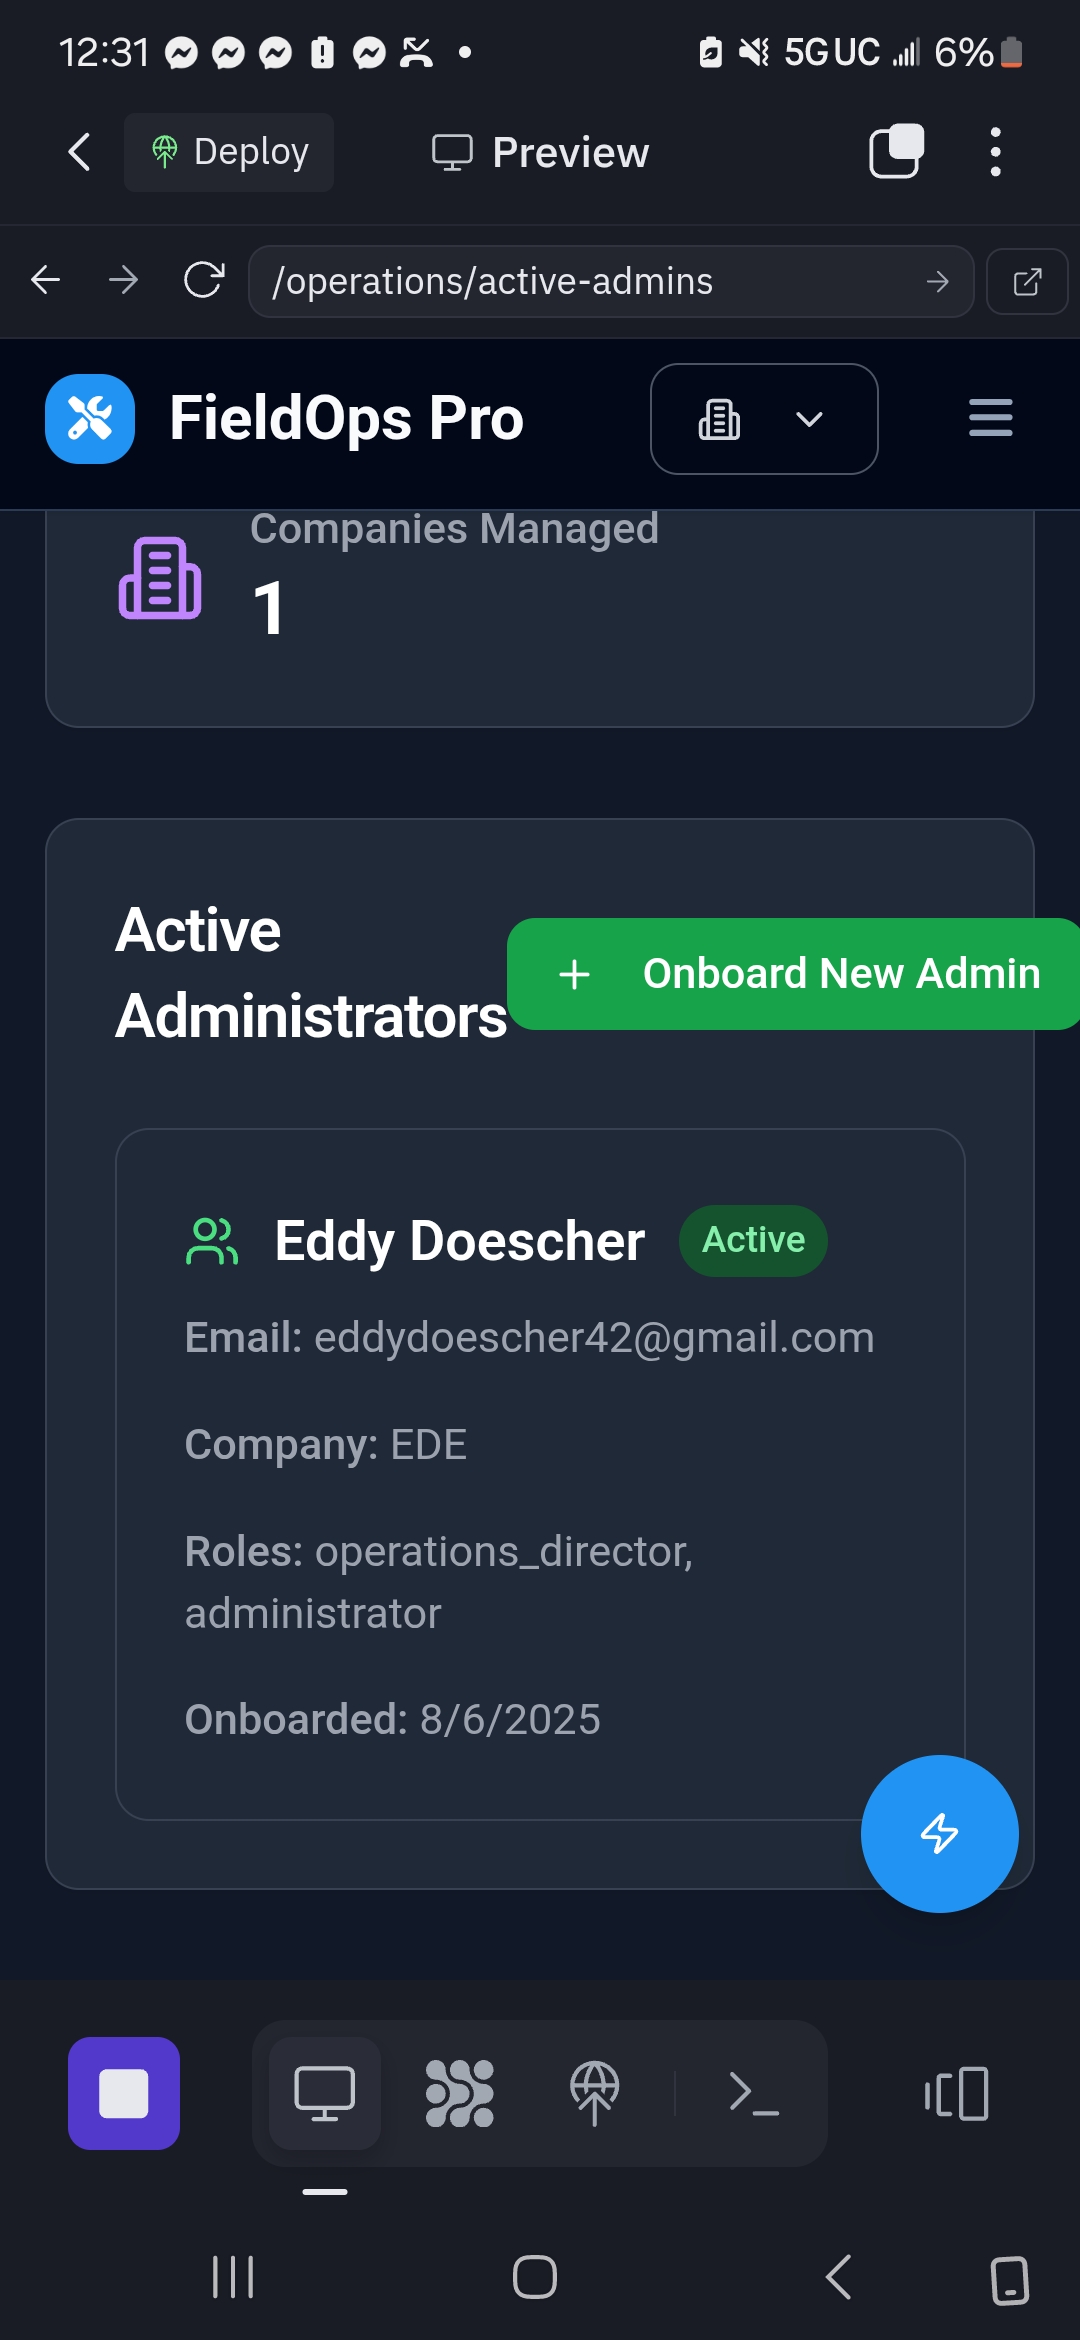 12:31
5G UC
6%
Deploy
Preview
/operations/active-admins
FieldOps Pro
Companies Managed
1
Active
Administrators
Onboard New Admin
Eddy Doescher
Active
Email: eddydoescher42@gmail.com
Company: EDE
Roles: operations_director,
administrator
Onboarded: 8/6/2025